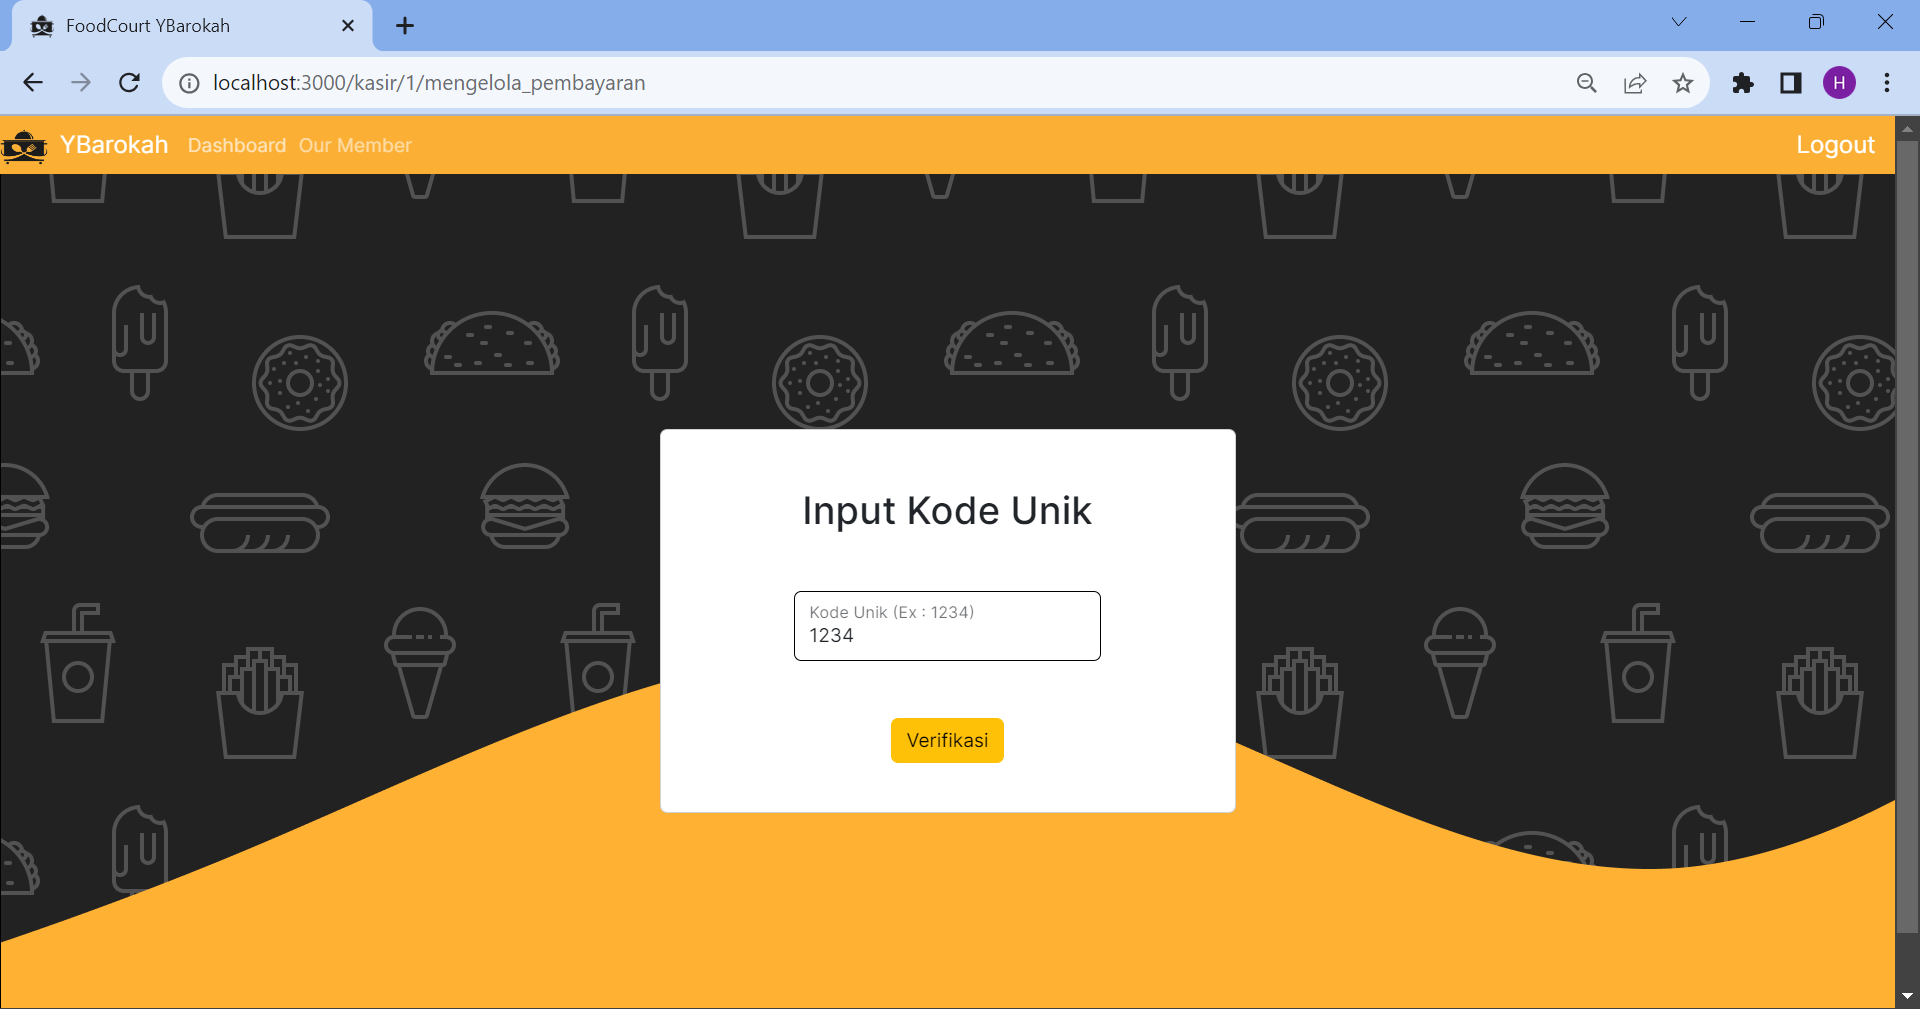 FoodCourt YBarokah
localhost:3000/kasir/1/mengelola_pembayaran
H
YBarokah Dashboard Our Member Logout
Input Kode Unik
Kode Unik (Ex : 1234)
1234
Verifikasi